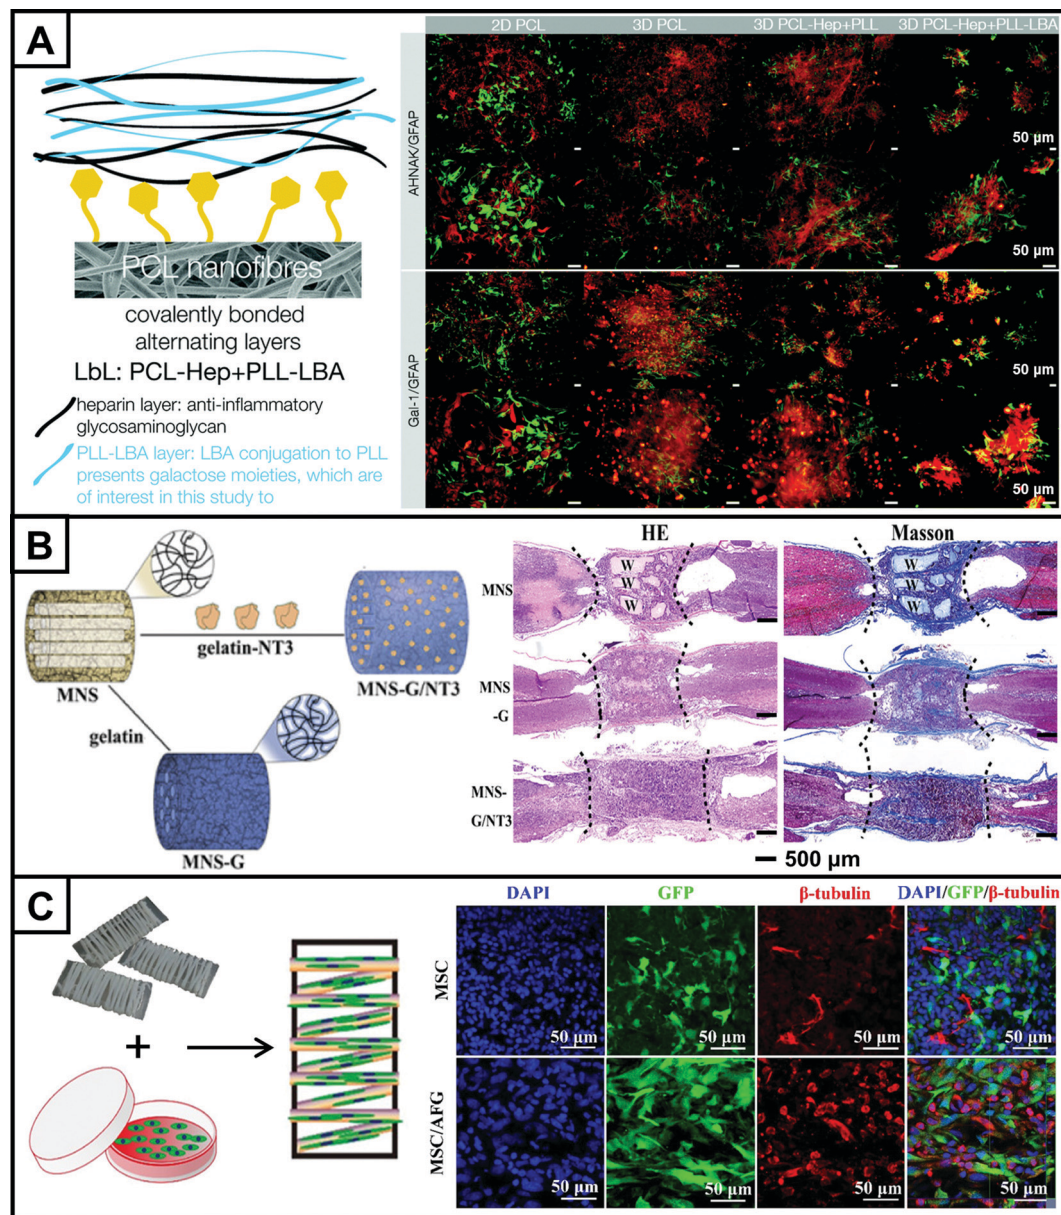 A
2D PCL
3D PCL
3D PCL-Hep+PLL
3D PCL-Hep+PLL-LBA
AHNAK/GFAP
50 µm
50 µm
Gal-1/GFAP
50 µm
50 µm
PCL nanofibres
covalently bonded
alternating layers
LbL: PCL-Hep+PLL-LBA
heparin layer: anti-inflammatory
glycosaminoglycan
PLL-LBA layer: LBA conjugation to PLL
presents galactose moieties, which are
of interest in this study to
B
MNS
gelatin-NT3
MNS-G/NT3
gelatin
MNS-G
HE
Masson
MNS
W
W
W
W
W
W
MNS
-G
MNS-
G/NT3
500 µm
C
+
DAPI
GFP
β-tubulin
DAPI/GFP/β-tubulin
MSC
50 µm
50 µm
50 µm
50 µm
MSC/AFG
50 µm
50 µm
50 µm
50 µm